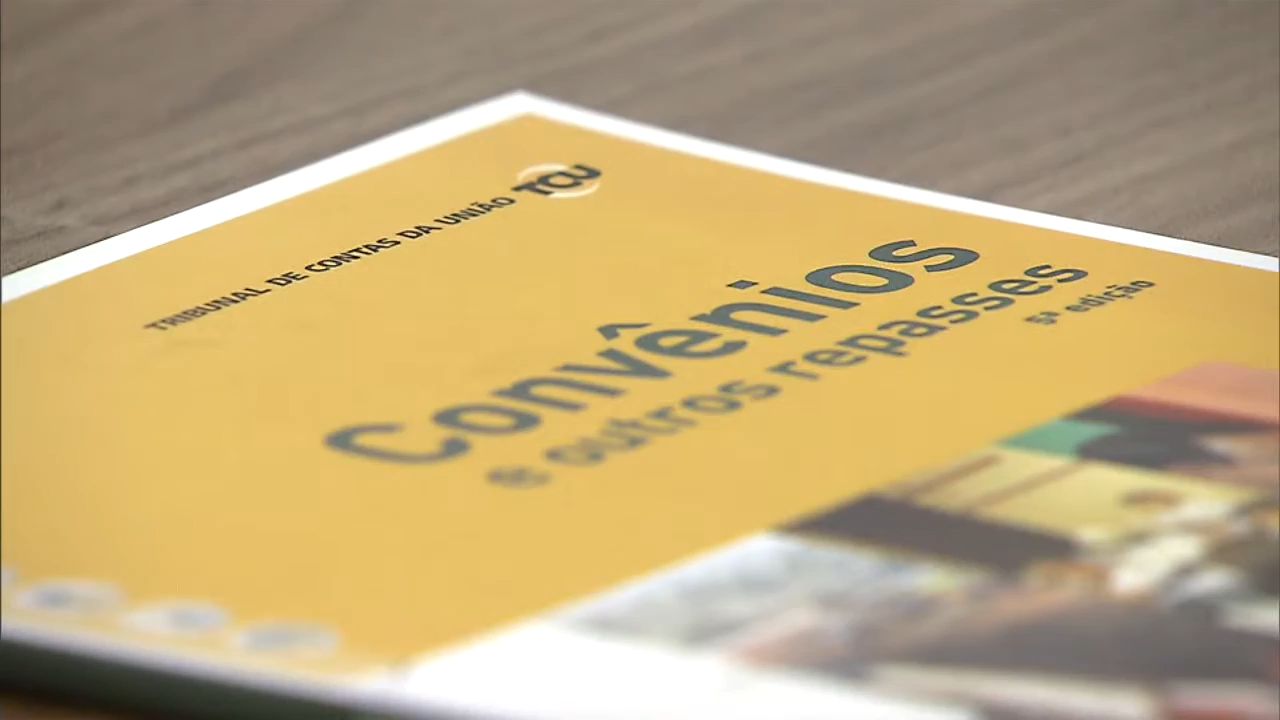 TRIBUNAL DE CONTAS DA UNIÃO TCU
Convênios
e outros repasses
5ª edição